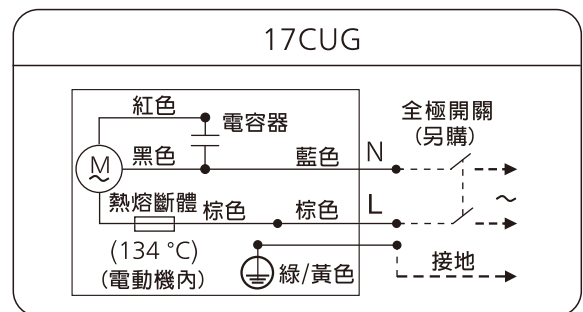 17CUG
紅色
電容器
全極開關
(另購)
M
黑色
藍色
N
熱熔斷體
棕色
棕色
L
(134 °C)
(電動機內)
綠/黃色
接地